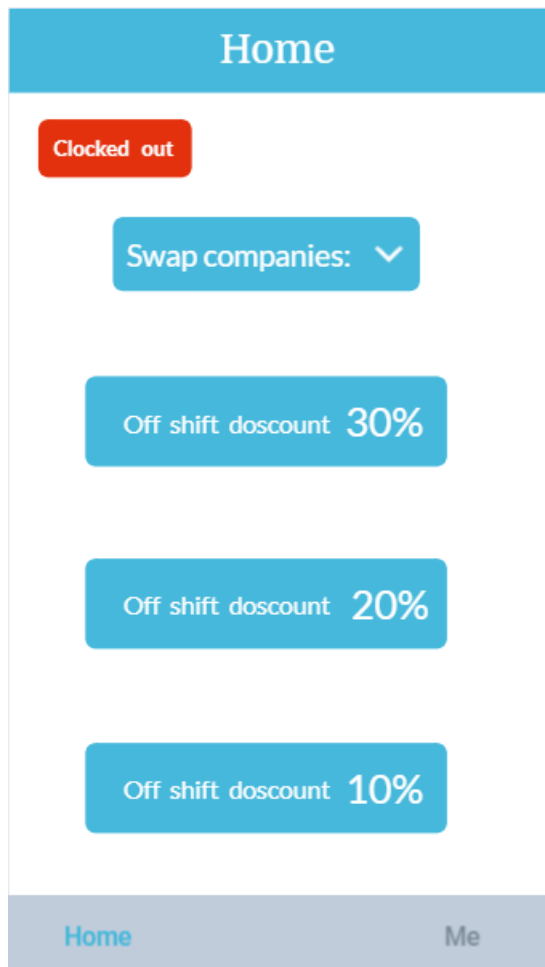 Home
Clocked out
Swap companies:
Off shift doscount 30%
Off shift doscount 20%
Off shift doscount 10%
Home Me